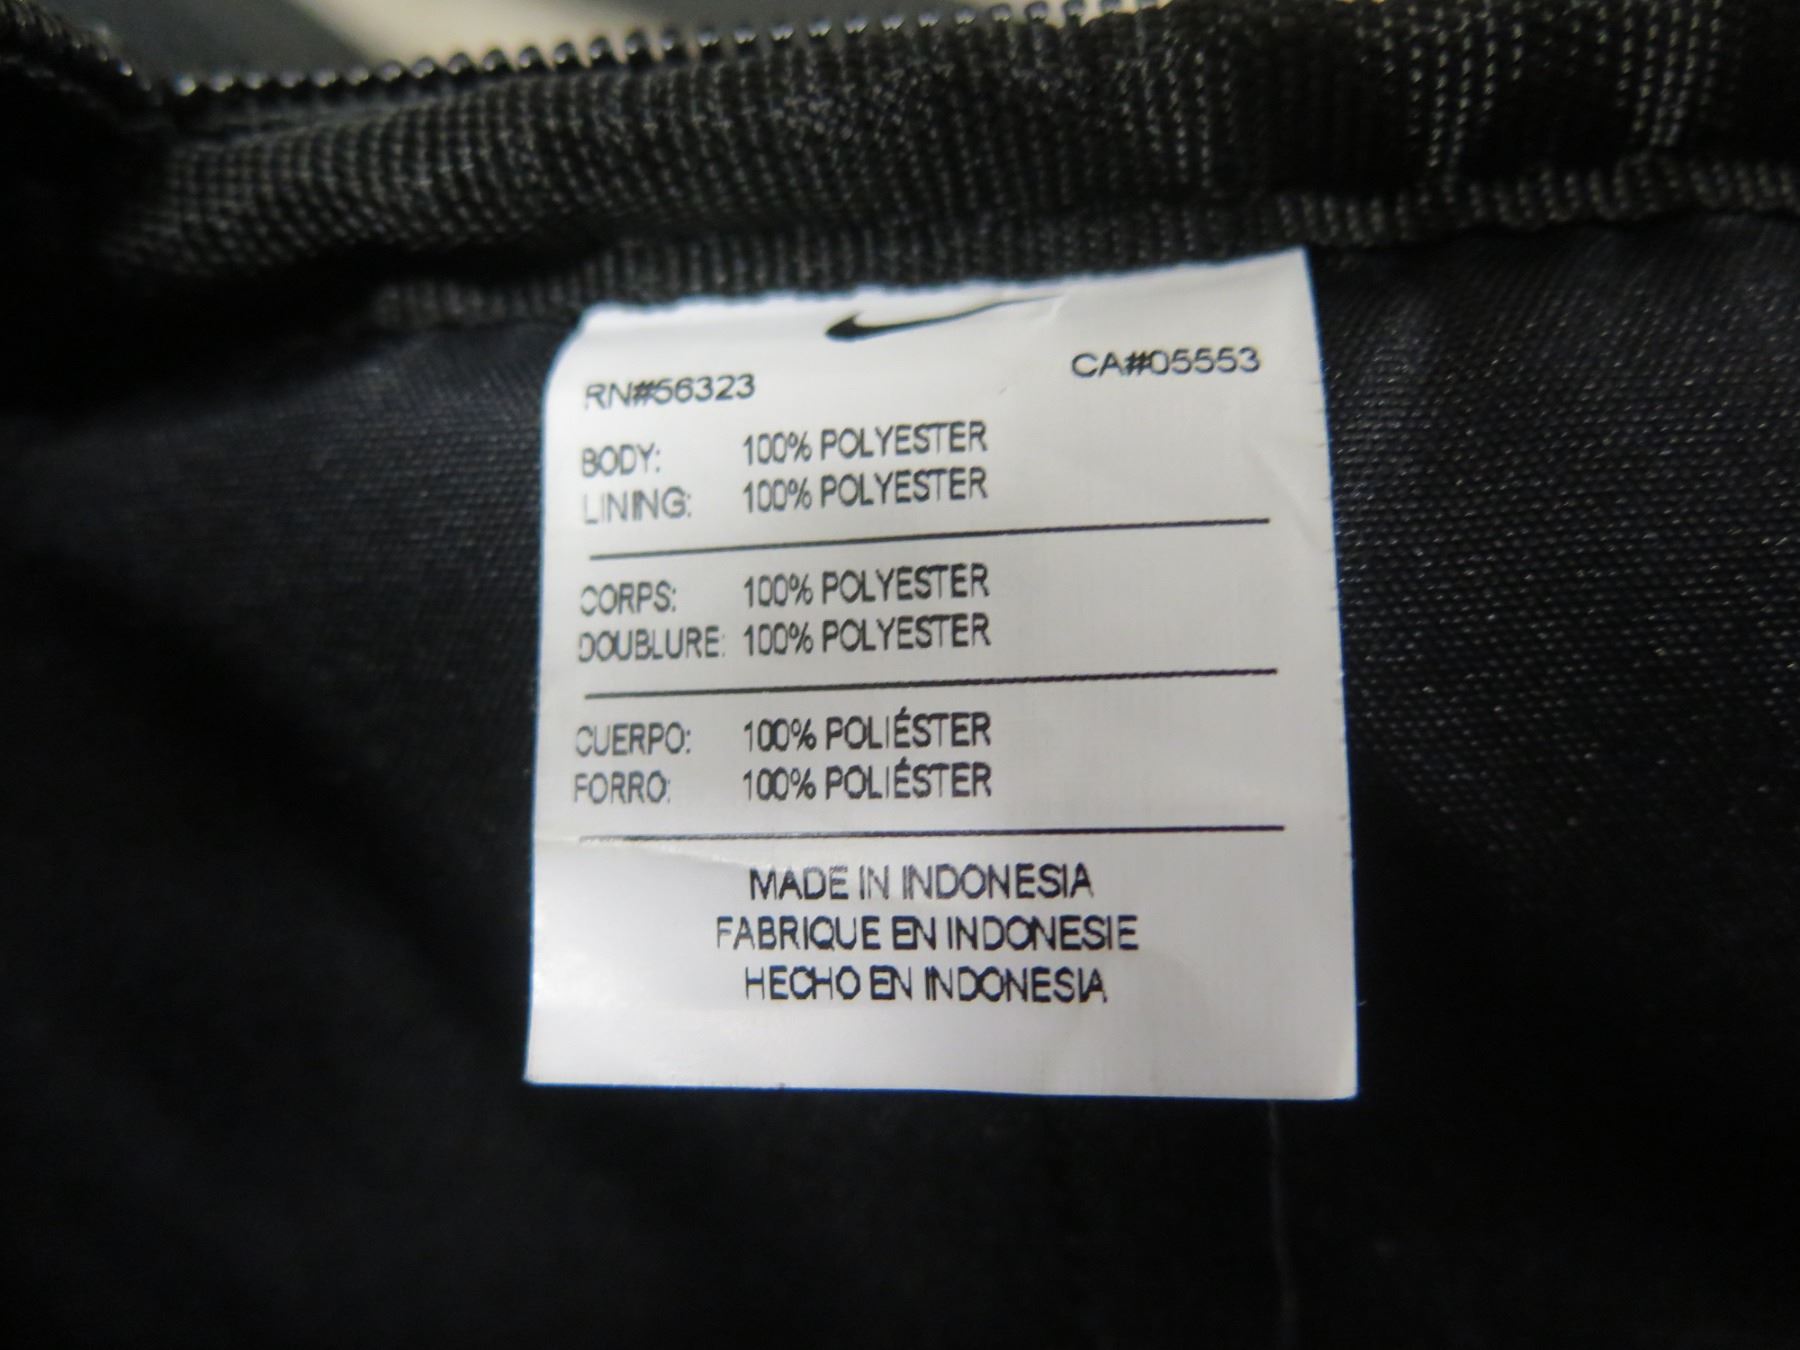 RN#56323 CA#05553
BODY: 100% POLYESTER
LINING: 100% POLYESTER
CORPS: 100% POLYESTER
DOUBLURE: 100% POLYESTER
CUERPO: 100% POLIÉSTER
FORRO: 100% POLIÉSTER
MADE IN INDONESIA
FABRIQUE EN INDONESIE
HECHO EN INDONESIA